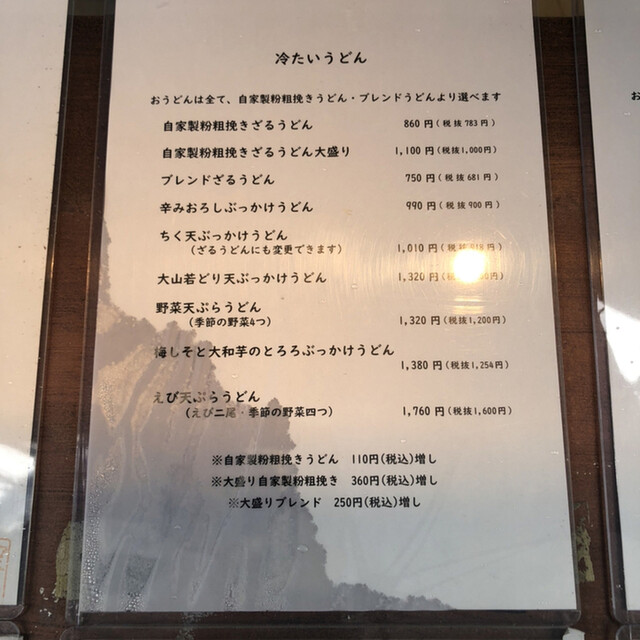 冷たいうどん
おうどんは全て、自家製粉粗挽きうどん・ブレンドうどんより選べます
自家製粉粗挽きざるうどん 860円(税抜783円)
自家製粉粗挽きざるうどん大盛り 1,100円(税抜1,000円)
ブレンドざるうどん 750円(税抜681円)
辛みおろしぶっかけうどん 990円(税抜900円)
ちく天ぶっかけうどん
(ざるうどんにも変更できます) 1,010円(税抜 円)
大山若どり天ぶっかけうどん 1,320円(税 00円)
野菜天ぷらうどん
(季節の野菜4つ) 1,320円(税抜1,200円)
梅しそと大和芋のとろろぶっかけうどん
1,380円(税抜1,254円)
えび天ぷらうどん
(えび二尾・季節の野菜四つ) 1,760円(税抜1,600円)
※自家製粉粗挽きうどん 110円(税込)増し
※大盛り自家製粉粗挽き 360円(税込)増し
※大盛りブレンド 250円(税込)増し